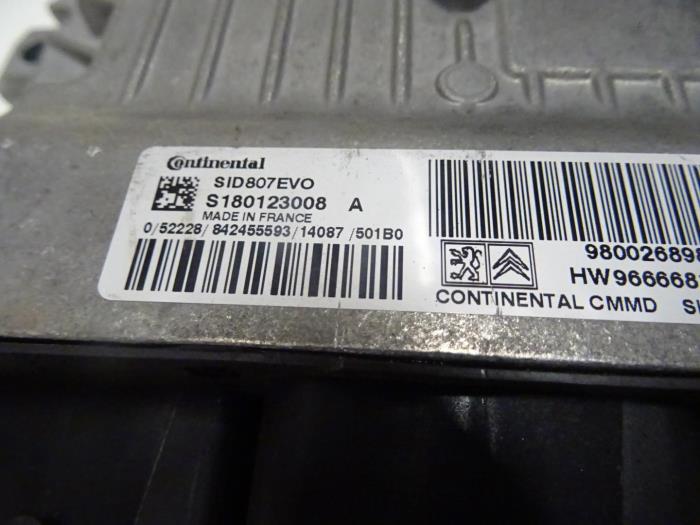 Continental
SID807EVO
S180123008 A
MADE IN FRANCE
0/52228/842455593/14087/501B0
CONTINENTAL CMMD